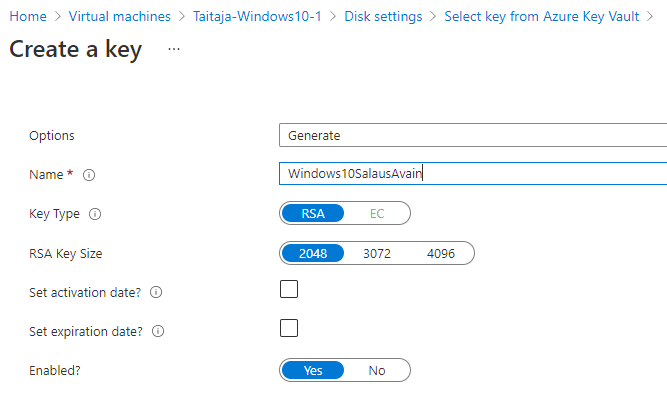 Home > Virtual machines > Taitaja-Windows10-1 > Disk settings > Select key from Azure Key Vault >
Create a key ...
Options Generate
Name * Windows10SalausAvain
Key Type RSA EC
RSA Key Size 2048 3072 4096
Set activation date?
Set expiration date?
Enabled? Yes No